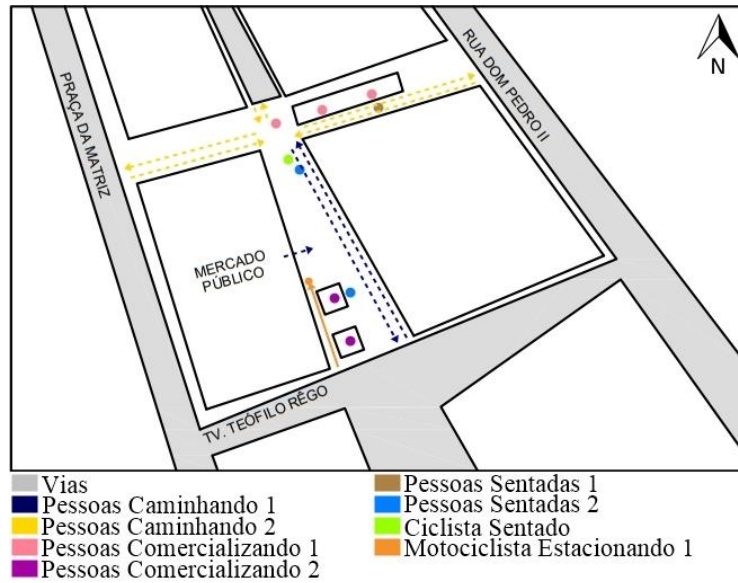 PRAÇA DA MATRIZ
RUA DOM PEDRO II
N
MERCADO
PÚBLICO
TV. TEÓFILO RÊGO
Vias
Pessoas Caminhando 1
Pessoas Caminhando 2
Pessoas Comercializando 1
Pessoas Comercializando 2
Pessoas Sentadas 1
Pessoas Sentadas 2
Ciclista Sentado
Motociclista Estacionando 1